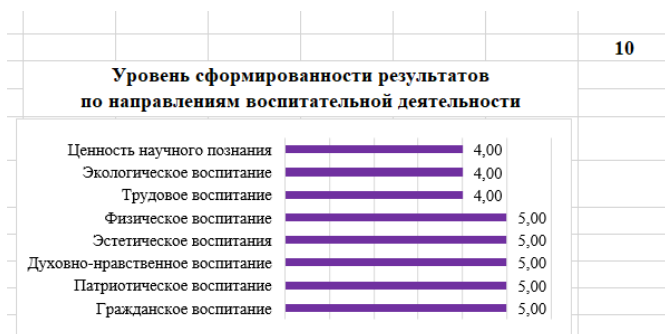 10
Уровень сформированности результатов
по направлениям воспитательной деятельности
Ценность научного познания 4,00
Экологическое воспитание 4,00
Трудовое воспитание 4,00
Физическое воспитание 5,00
Эстетическое воспитания 5,00
Духовно-нравственное воспитание 5,00
Патриотическое воспитание 5,00
Гражданское воспитание 5,00